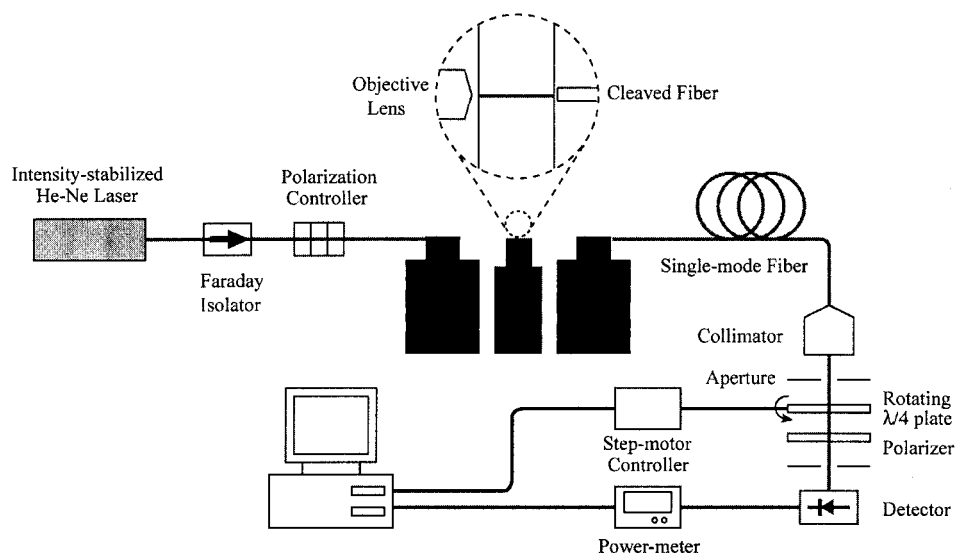 Objective
Lens
Cleaved Fiber
Intensity-stabilized
He-Ne Laser
Polarization
Controller
Faraday
Isolator
Single-mode Fiber
Collimator
Aperture
Rotating
λ/4 plate
Polarizer
Step-motor
Controller
Detector
Power-meter